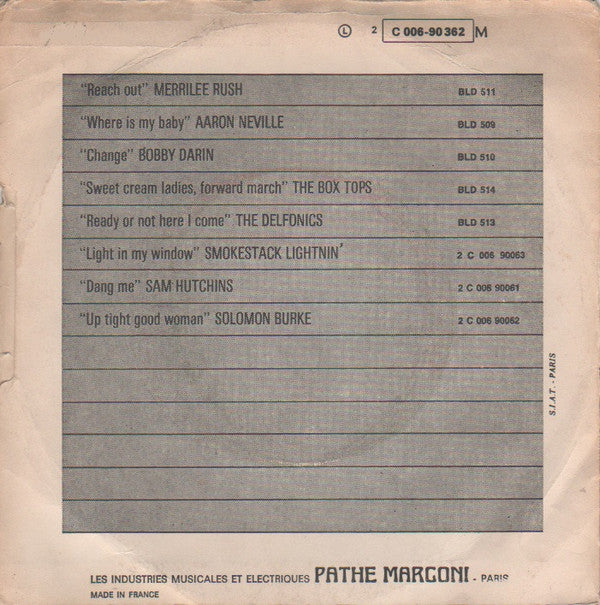 Ⓛ 2 C 006-90362 M
"Reach out" MERRILEE RUSH BLD 511
"Where is my baby" AARON NEVILLE BLD 509
"Change" BOBBY DARIN BLD 510
"Sweet cream ladies, forward march" THE BOX TOPS BLD 514
"Ready or not here I come" THE DELFONICS BLD 513
"Light in my window" SMOKESTACK LIGHTNIN' 2 C 006 90063
"Dang me" SAM HUTCHINS 2 C 006 90061
"Up tight good woman" SOLOMON BURKE 2 C 006 90062
S.I.A.T. - PARIS
LES INDUSTRIES MUSICALES ET ELECTRIQUES PATHE MARCONI - PARIS
MADE IN FRANCE